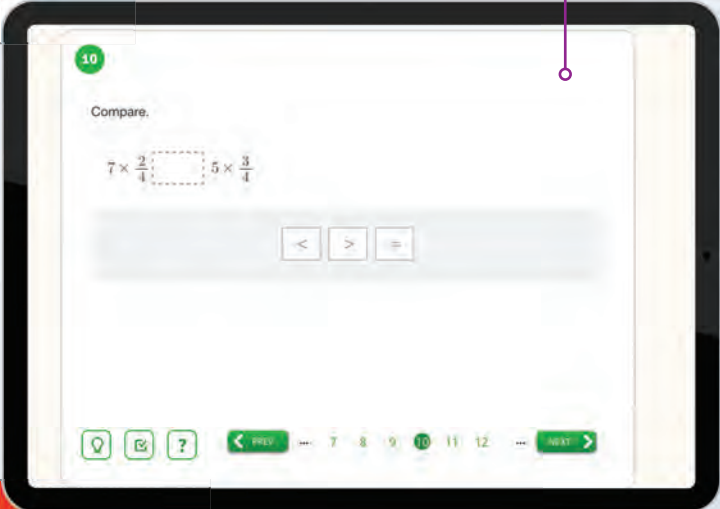 10
Compare.
7 × 2/4 5 × 3/4
< > =
? PREV ... 7 8 9 10 11 12 ... NEXT